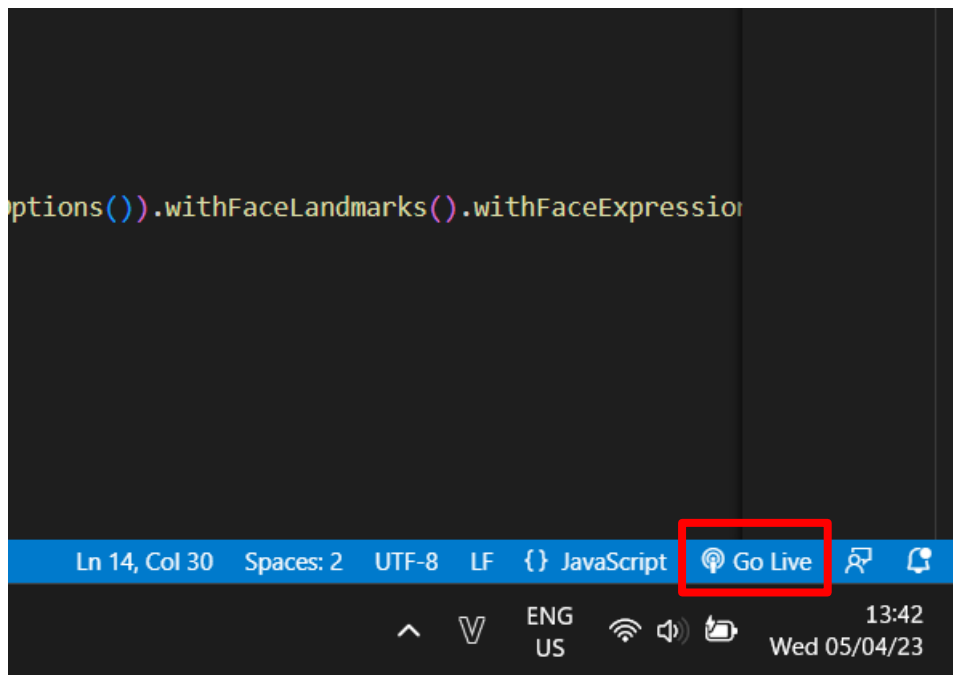 ptions()).withFaceLandmarks().withFaceExpression
Ln 14, Col 30 Spaces: 2 UTF-8 LF {} JavaScript Go Live
ENG 13:42
US Wed 05/04/23